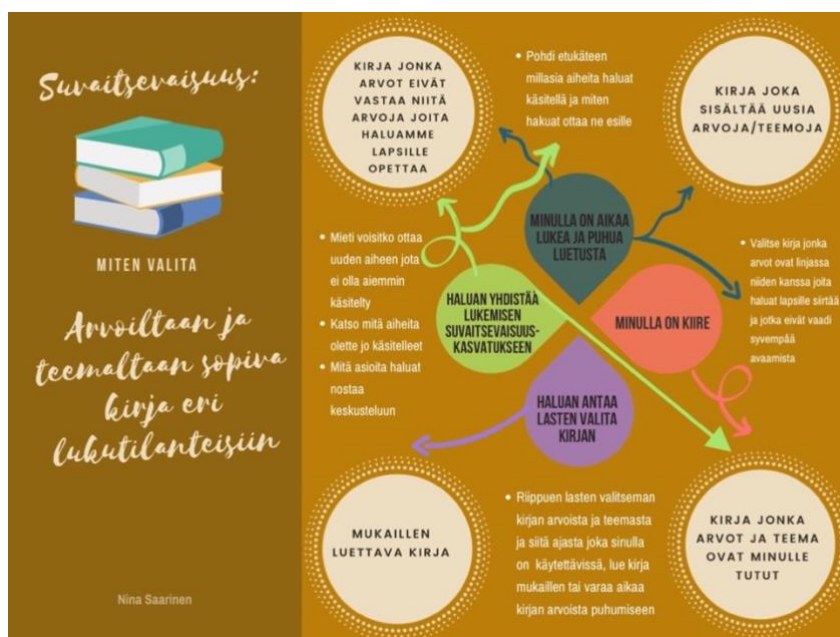 Suvaitsevaisuus:
MITEN VALITA
Arvoiltaan ja
teemaltaan sopiva
kirja eri
lukutilanteisiin
Nina Saarinen
KIRJA JONKA
ARVOT EIVÄT
VASTAA NIITÄ
ARVOJA JOITA
HALUAMME
LAPSILLE
OPETTAA
• Pohdi etukäteen
millasia aiheita haluat
käsitellä ja miten
hakuat ottaa ne esille
KIRJA JOKA
SISÄLTÄÄ UUSIA
ARVOJA/TEEMOJA
MINULLA ON AIKAA
LUKEA JA PUHUA
LUETUSTA
• Mieti voisitko ottaa
uuden aiheen jota
ei olla aiemmin
käsitelty
• Katso mitä aiheita
olette jo käsitelleet
• Mitä asioita haluat
nostaa
keskusteluun
HALUAN YHDISTÄÄ
LUKEMISEN
SUVAITSEVAISUUS-
KASVATUKSEEN
MINULLA ON KIIRE
• Valitse kirja jonka
arvot ovat linjassa
niiden kanssa joita
haluat lapsille siirtää
ja jotka eivät vaadi
syvempää
avaamista
HALUAN ANTAA
LASTEN VALITA
KIRJAN
MUKAILLEN
LUETTAVA KIRJA
• Riippuen lasten valitseman
kirjan arvoista ja teemasta
ja siitä ajasta joka sinulla
on käytettävissä, lue kirja
mukaillen tai varaa aikaa
kirjan arvoista puhumiseen
KIRJA JONKA
ARVOT JA TEEMA
OVAT MINULLE
TUTUT